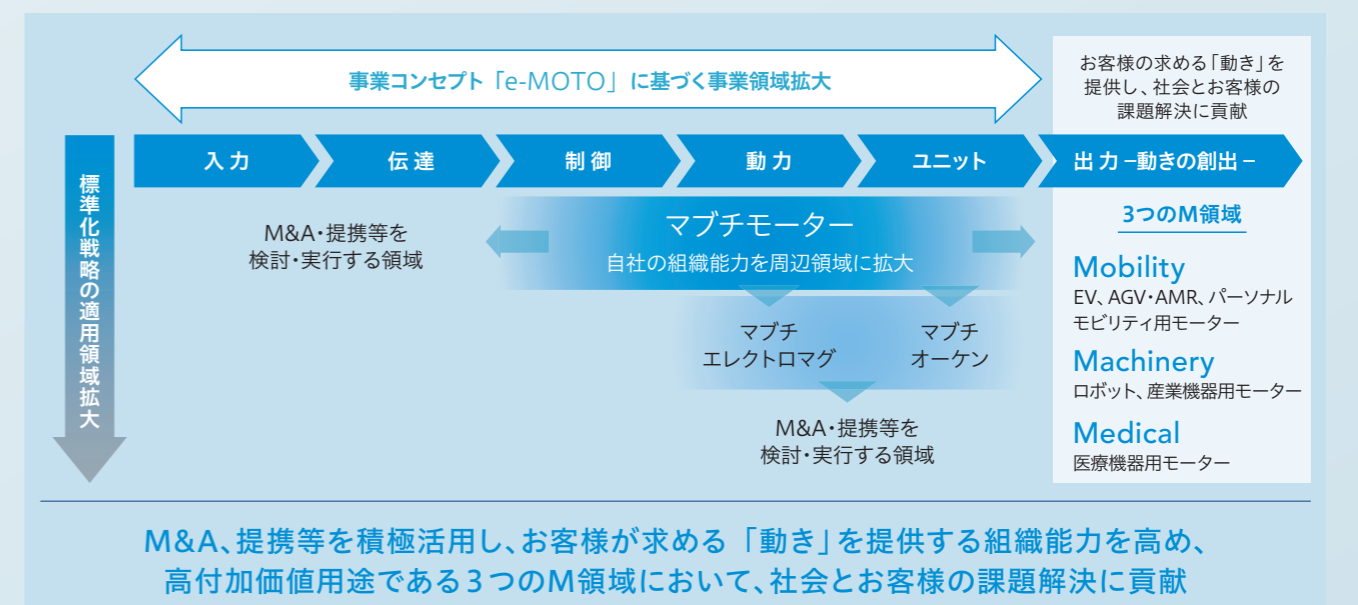 事業コンセプト「e-MOTO」に基づく事業領域拡大
お客様の求める「動き」を
提供し、社会とお客様の
課題解決に貢献
標準化戦略の適用領域拡大
入力
伝達
制御
動力
ユニット
出力−動きの創出−
M&A・提携等を
検討・実行する領域
マブチモーター
自社の組織能力を周辺領域に拡大
マブチ
エレクトロマグ
マブチ
オーケン
M&A・提携等を
検討・実行する領域
3つのM領域
Mobility
EV、AGV・AMR、パーソナル
モビリティ用モーター
Machinery
ロボット、産業機器用モーター
Medical
医療機器用モーター
M&A、提携等を積極活用し、お客様が求める「動き」を提供する組織能力を高め、
高付加価値用途である3つのM領域において、社会とお客様の課題解決に貢献